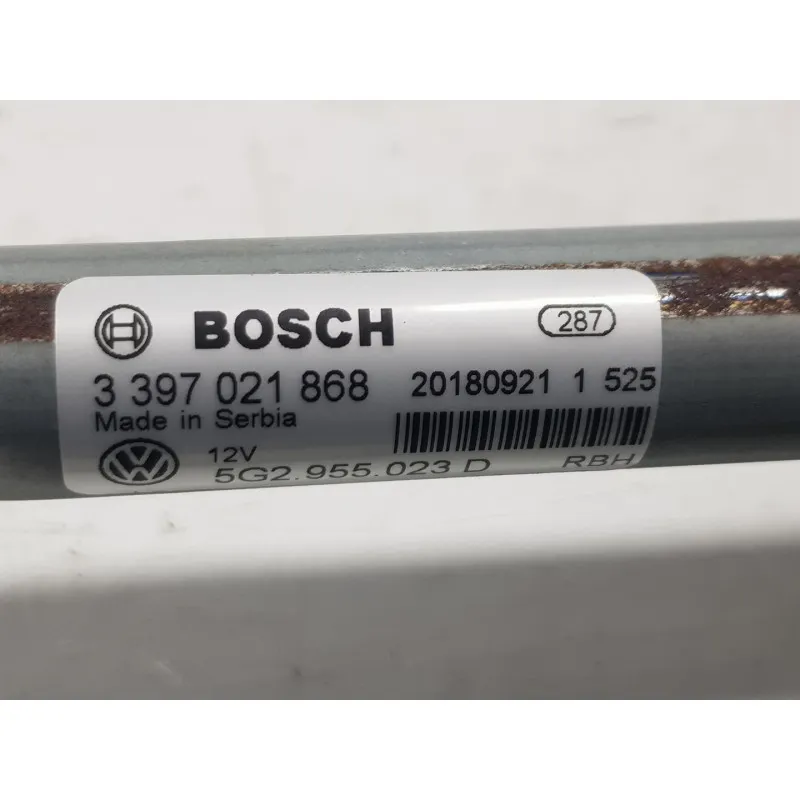 BOSCH 287
3 397 021 868 20180921 1 525
Made in Serbia
12V
5G2.955.023 D RBH